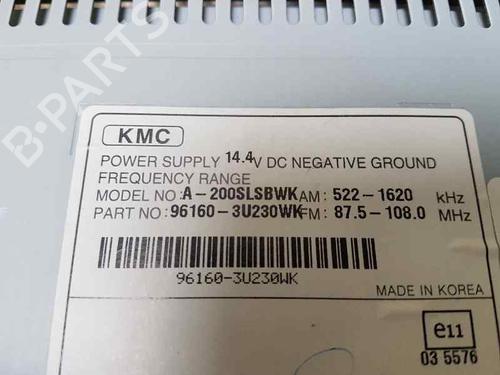 B-PARTS
KMC
POWER SUPPLY 14.4V DC NEGATIVE GROUND
FREQUENCY RANGE
MODEL NO: A-200SLSBWK AM: 522-1620 kHz
PART NO: 96160-3U230WK FM: 87.5-108.0 MHz
96160-3U230WK
MADE IN KOREA
e11
03 5576